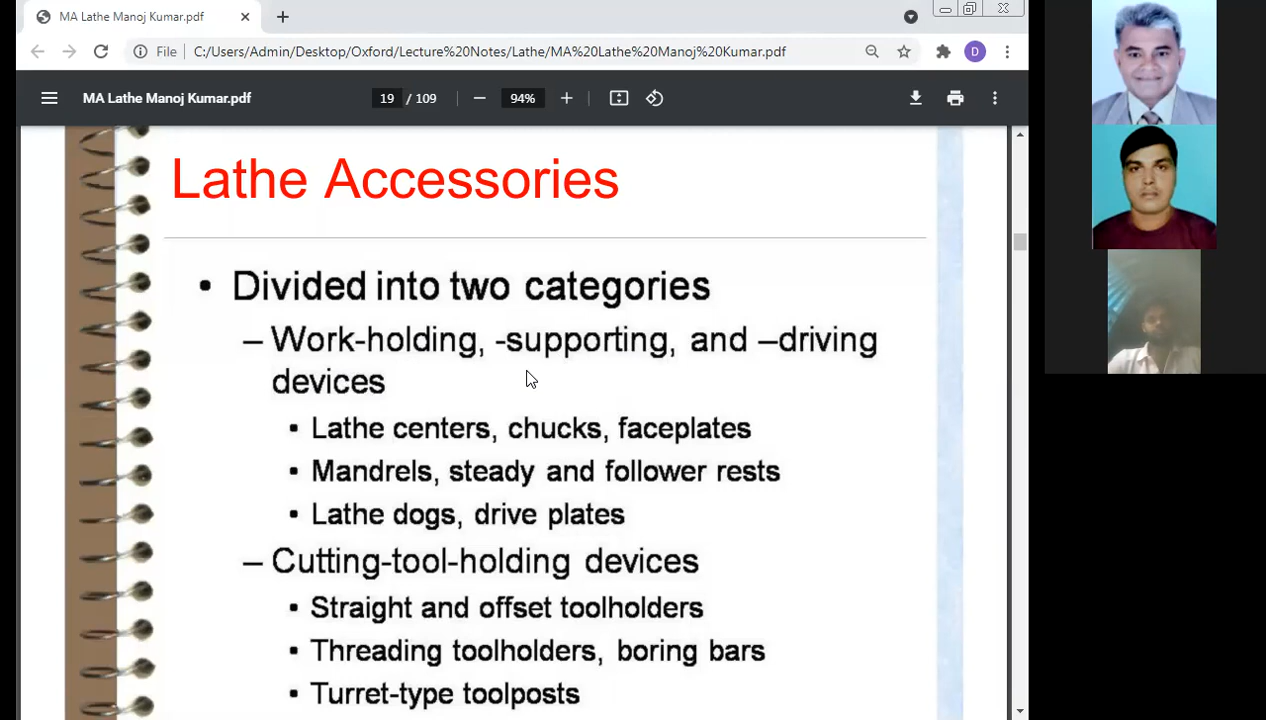 MA Lathe Manoj Kumar.pdf
File
C:/Users/Admin/Desktop/Oxford/Lecture%20Notes/Lathe/MA%20Lathe%20Manoj%20Kumar.pdf
D
MA Lathe Manoj Kumar.pdf
19 / 109
94%
Lathe Accessories
• Divided into two categories
– Work-holding, -supporting, and –driving
devices
▪ Lathe centers, chucks, faceplates
▪ Mandrels, steady and follower rests
▪ Lathe dogs, drive plates
– Cutting-tool-holding devices
▪ Straight and offset toolholders
▪ Threading toolholders, boring bars
▪ Turret-type toolposts